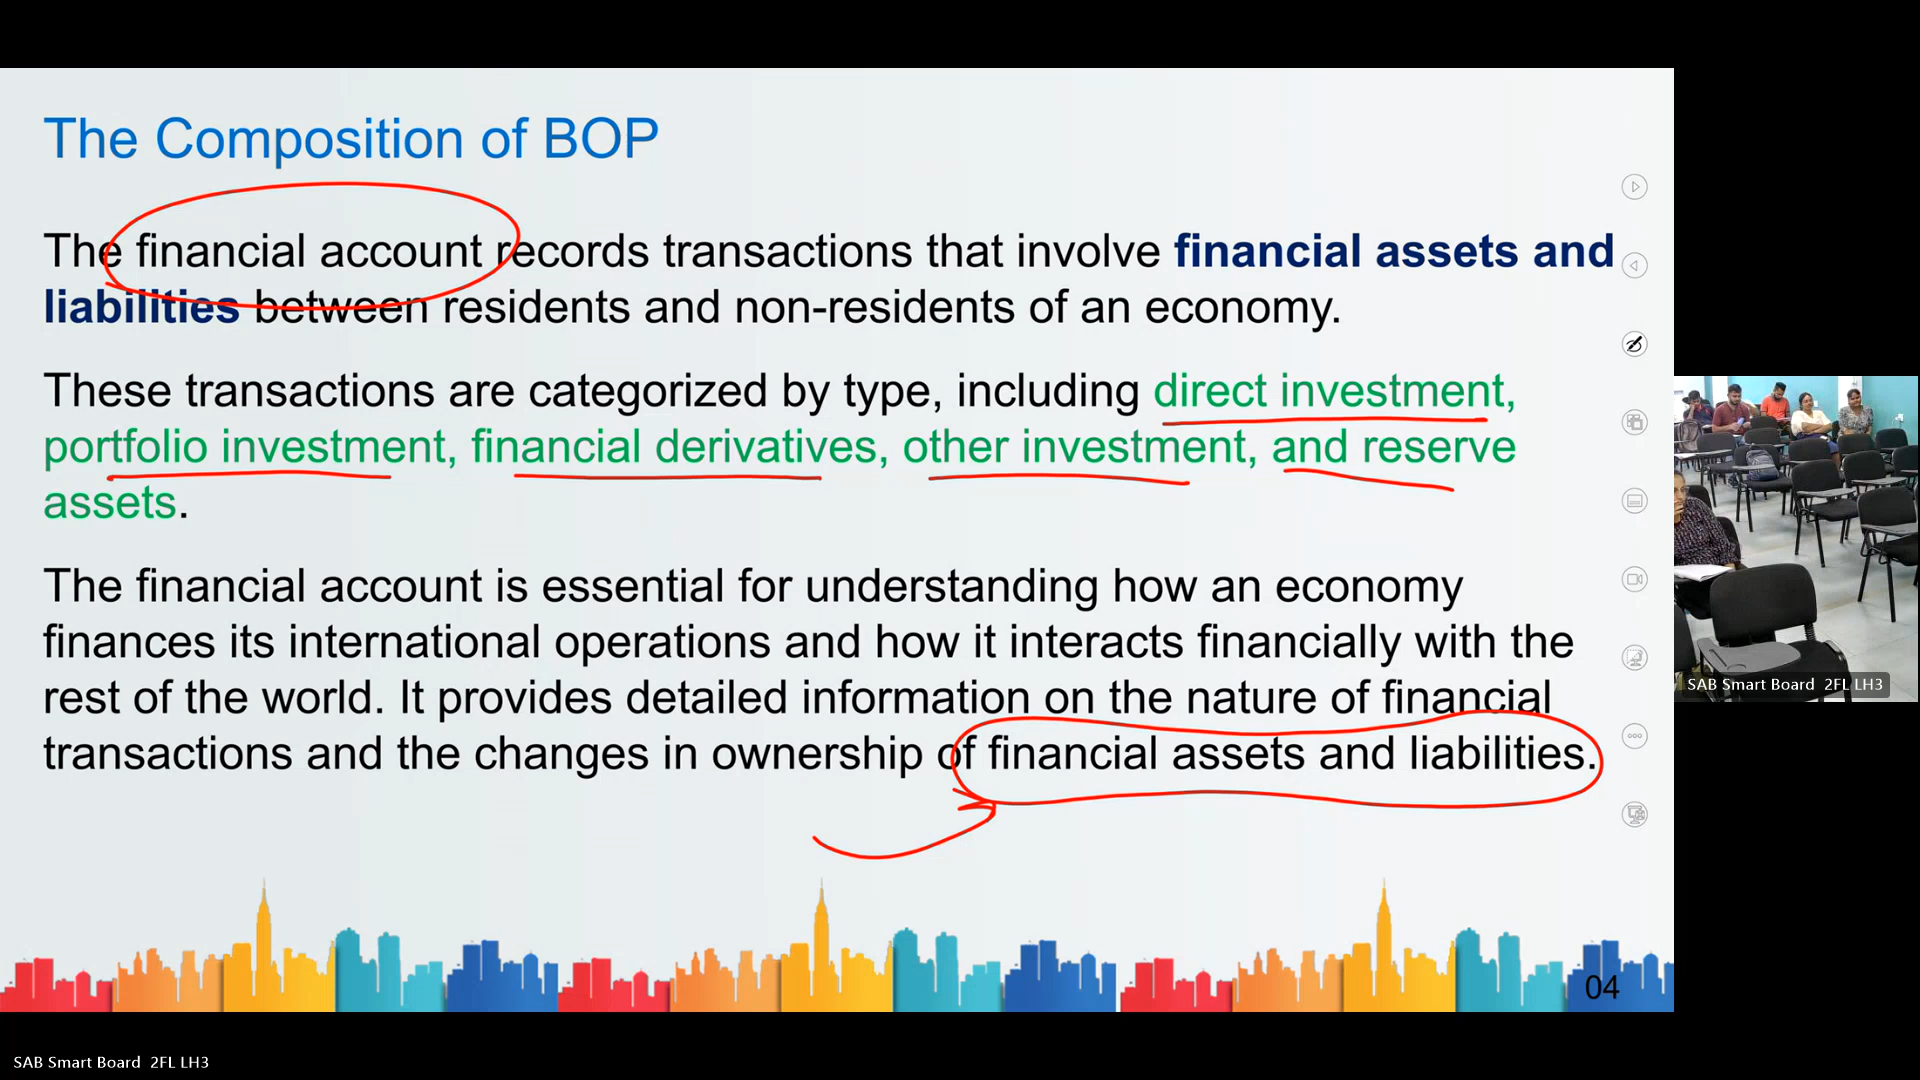 The Composition of BOP
The financial account records transactions that involve financial assets and
liabilities between residents and non-residents of an economy.
These transactions are categorized by type, including direct investment,
portfolio investment, financial derivatives, other investment, and reserve
assets.
The financial account is essential for understanding how an economy
finances its international operations and how it interacts financially with the
rest of the world. It provides detailed information on the nature of financial
transactions and the changes in ownership of financial assets and liabilities.
04
SAB Smart Board 2FL LH3
SAB Smart Board 2FL LH3